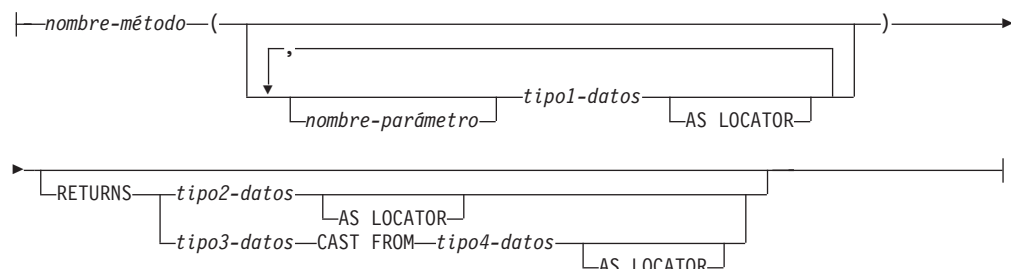 nombre-método ( )
,
tipo1-datos
nombre-parámetro AS LOCATOR
RETURNS tipo2-datos
AS LOCATOR
tipo3-datos CAST FROM tipo4-datos
AS LOCATOR